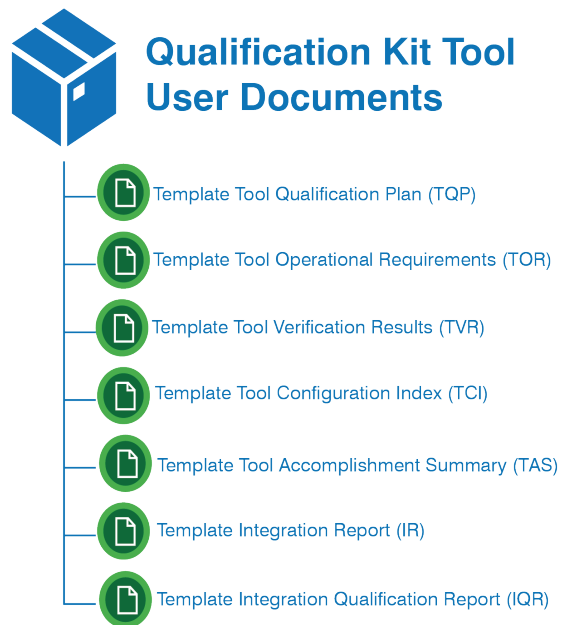 Qualification Kit Tool
User Documents
Template Tool Qualification Plan (TQP)
Template Tool Operational Requirements (TOR)
Template Tool Verification Results (TVR)
Template Tool Configuration Index (TCI)
Template Tool Accomplishment Summary (TAS)
Template Integration Report (IR)
Template Integration Qualification Report (IQR)